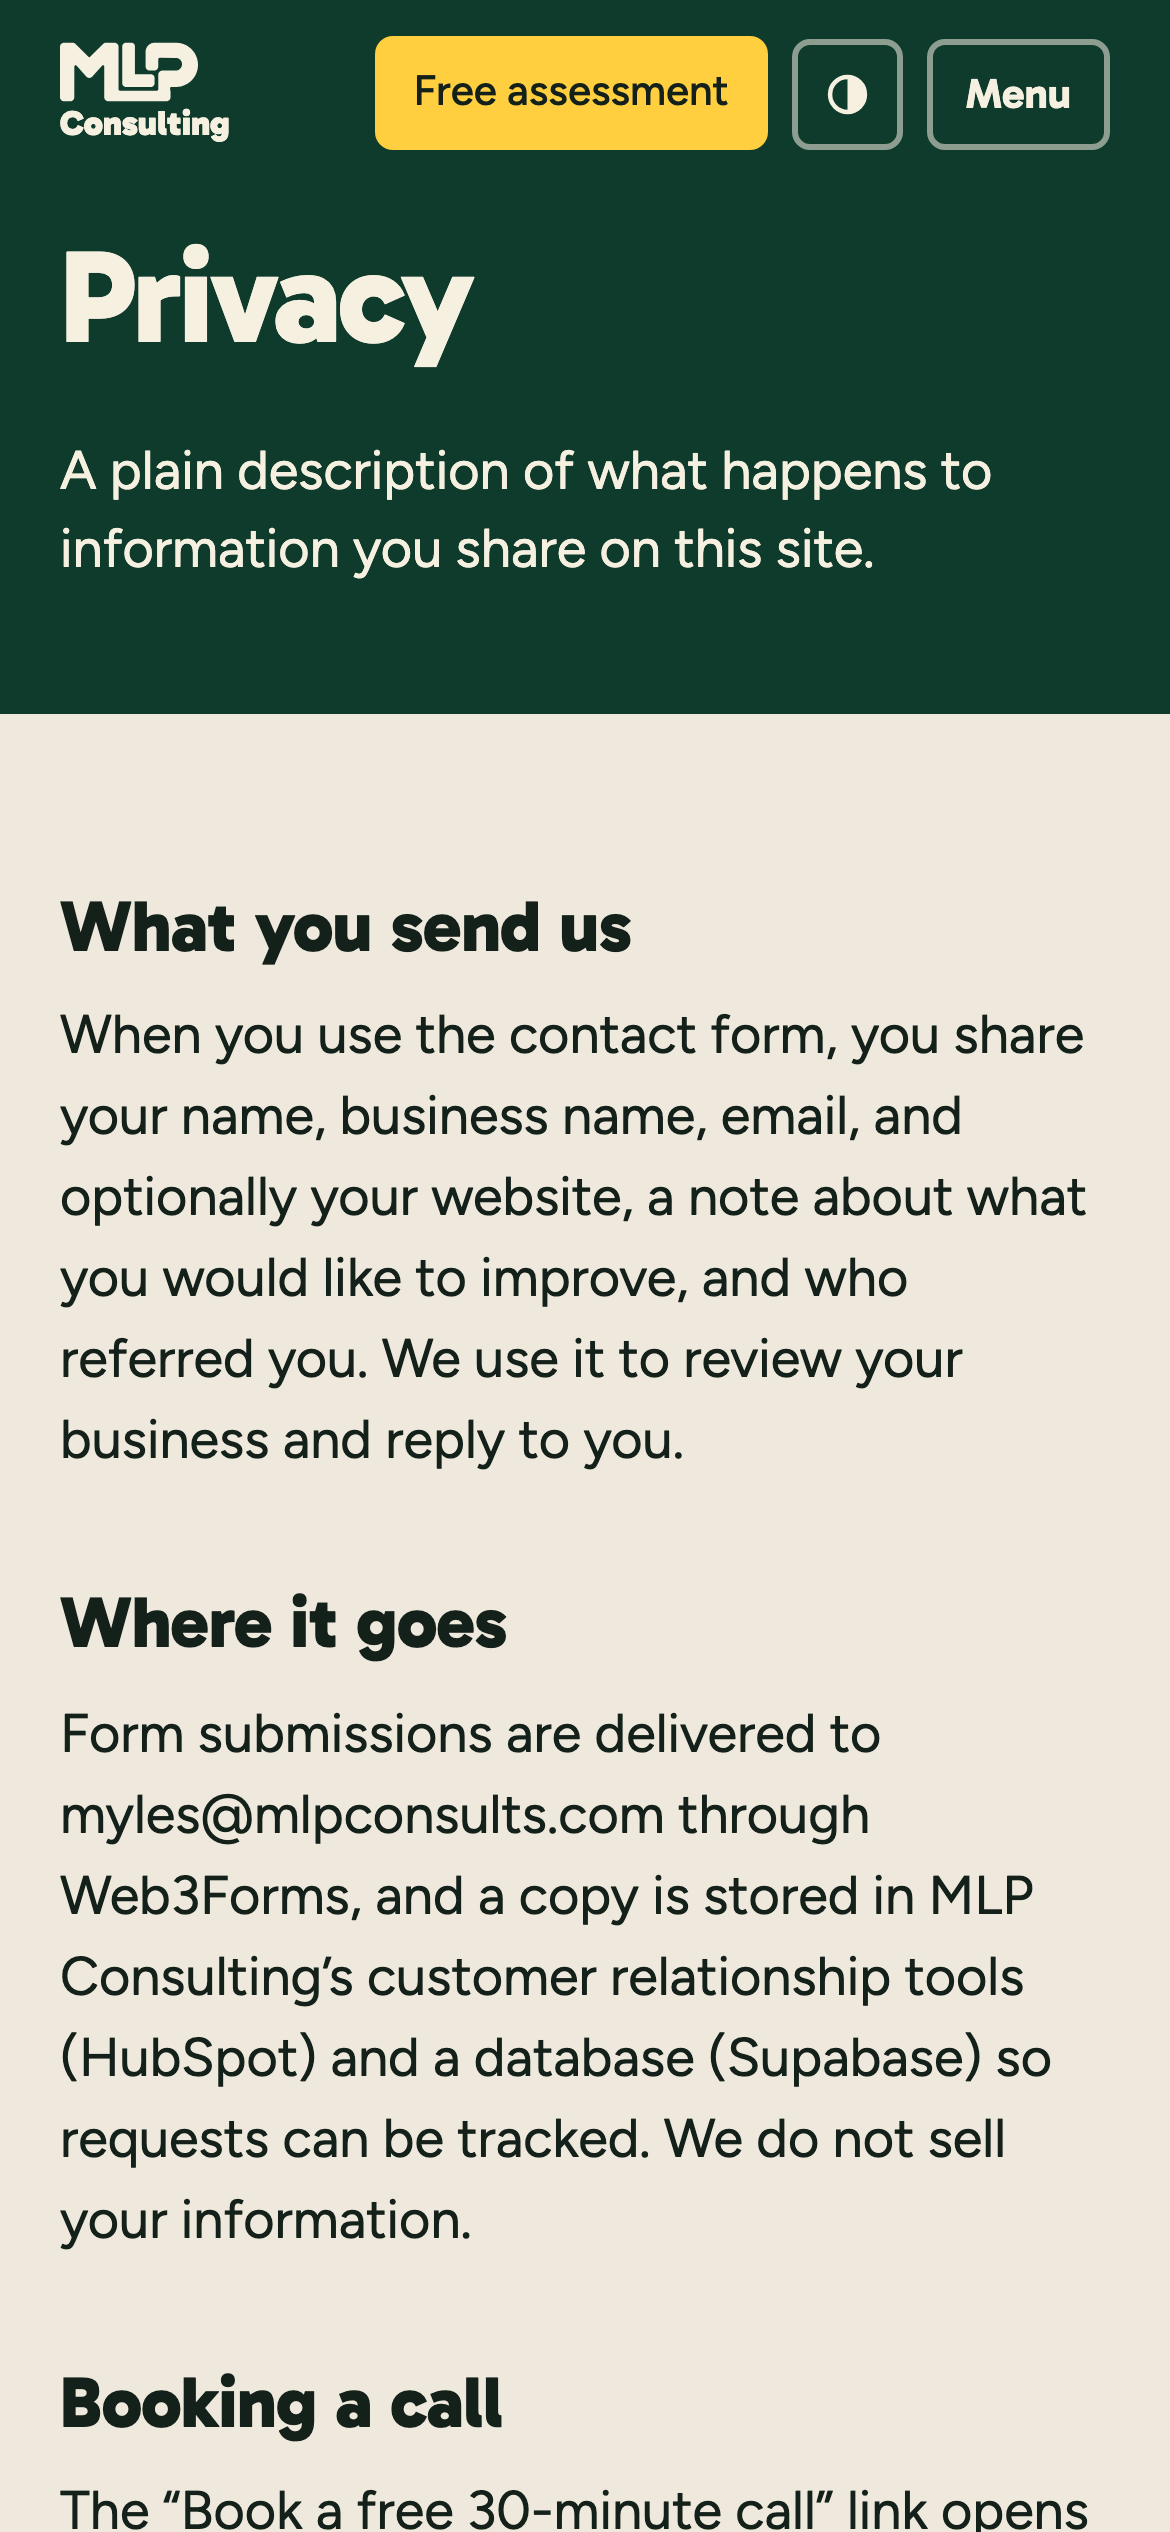 MLP
Consulting
Free assessment
Menu
Privacy
A plain description of what happens to
information you share on this site.
What you send us
When you use the contact form, you share
your name, business name, email, and
optionally your website, a note about what
you would like to improve, and who
referred you. We use it to review your
business and reply to you.
Where it goes
Form submissions are delivered to
myles@mlpconsults.com through
Web3Forms, and a copy is stored in MLP
Consulting’s customer relationship tools
(HubSpot) and a database (Supabase) so
requests can be tracked. We do not sell
your information.
Booking a call
The “Book a free 30-minute call” link opens